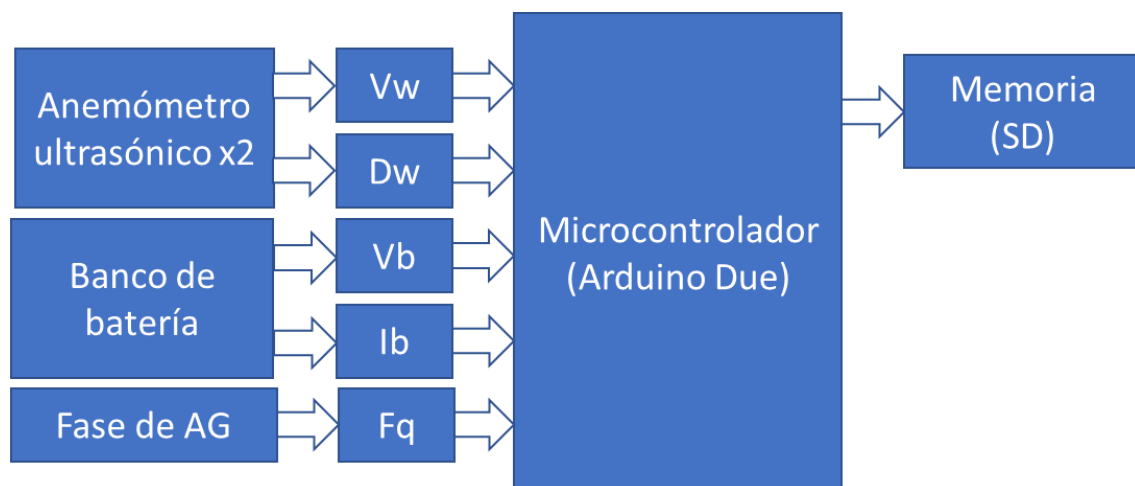 Anemómetro
ultrasónico x2
Vw
Dw
Banco de
batería
Vb
Ib
Fase de AG
Fq
Microcontrolador
(Arduino Due)
Memoria
(SD)